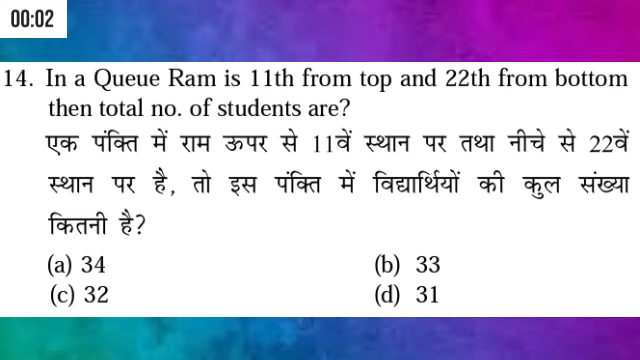 00:02
14. In a Queue Ram is 11th from top and 22th from bottom
then total no. of students are?
एक पंक्ति में राम ऊपर से 11वें स्थान पर तथा नीचे से 22वें
स्थान पर है, तो इस पंक्ति में विद्यार्थियों की कुल संख्या
कितनी है?
(a) 34 (b) 33
(c) 32 (d) 31